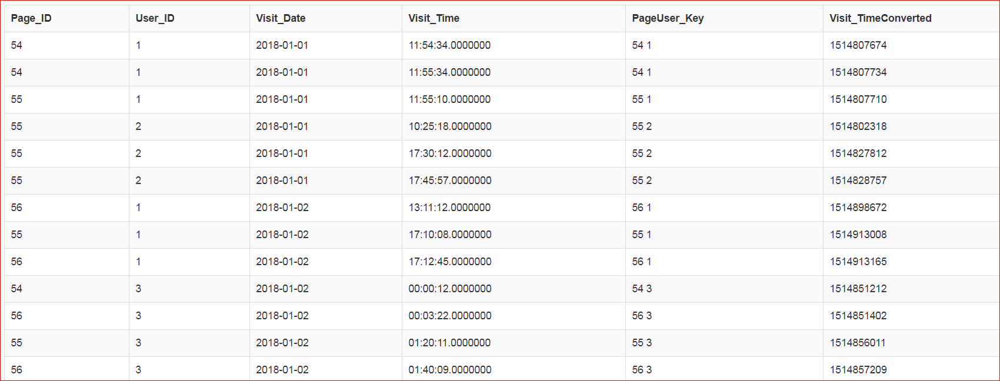 Page_ID User_ID Visit_Date Visit_Time PageUser_Key Visit_TimeConverted
54 1 2018-01-01 11:54:34.0000000 54 1 1514807674
54 1 2018-01-01 11:55:34.0000000 54 1 1514807734
55 1 2018-01-01 11:55:10.0000000 55 1 1514807710
55 2 2018-01-01 10:25:18.0000000 55 2 1514802318
55 2 2018-01-01 17:30:12.0000000 55 2 1514827812
55 2 2018-01-01 17:45:57.0000000 55 2 1514828757
56 1 2018-01-02 13:11:12.0000000 56 1 1514898672
55 1 2018-01-02 17:10:08.0000000 55 1 1514913008
56 1 2018-01-02 17:12:45.0000000 56 1 1514913165
54 3 2018-01-02 00:00:12.0000000 54 3 1514851212
56 3 2018-01-02 00:03:22.0000000 56 3 1514851402
55 3 2018-01-02 01:20:11.0000000 55 3 1514856011
56 3 2018-01-02 01:40:09.0000000 56 3 1514857209